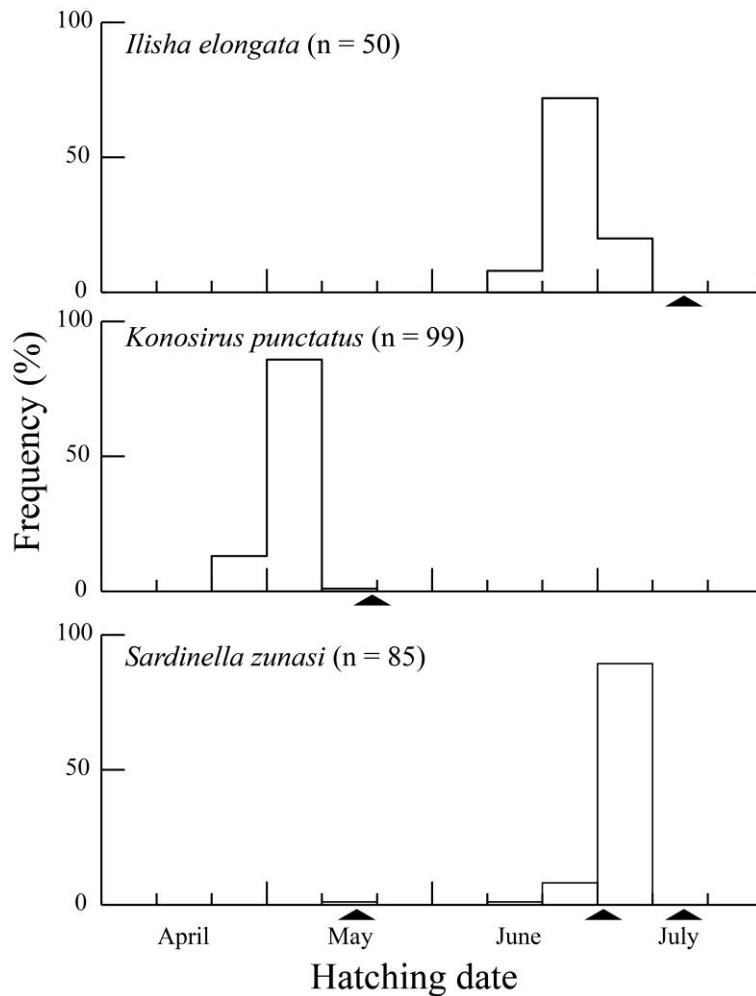 100
Ilisha elongata (n = 50)
50
0
100
Konosirus punctatus (n = 99)
50
0
100
Sardinella zunasi (n = 85)
50
0
Frequency (%)
April May June July
Hatching date